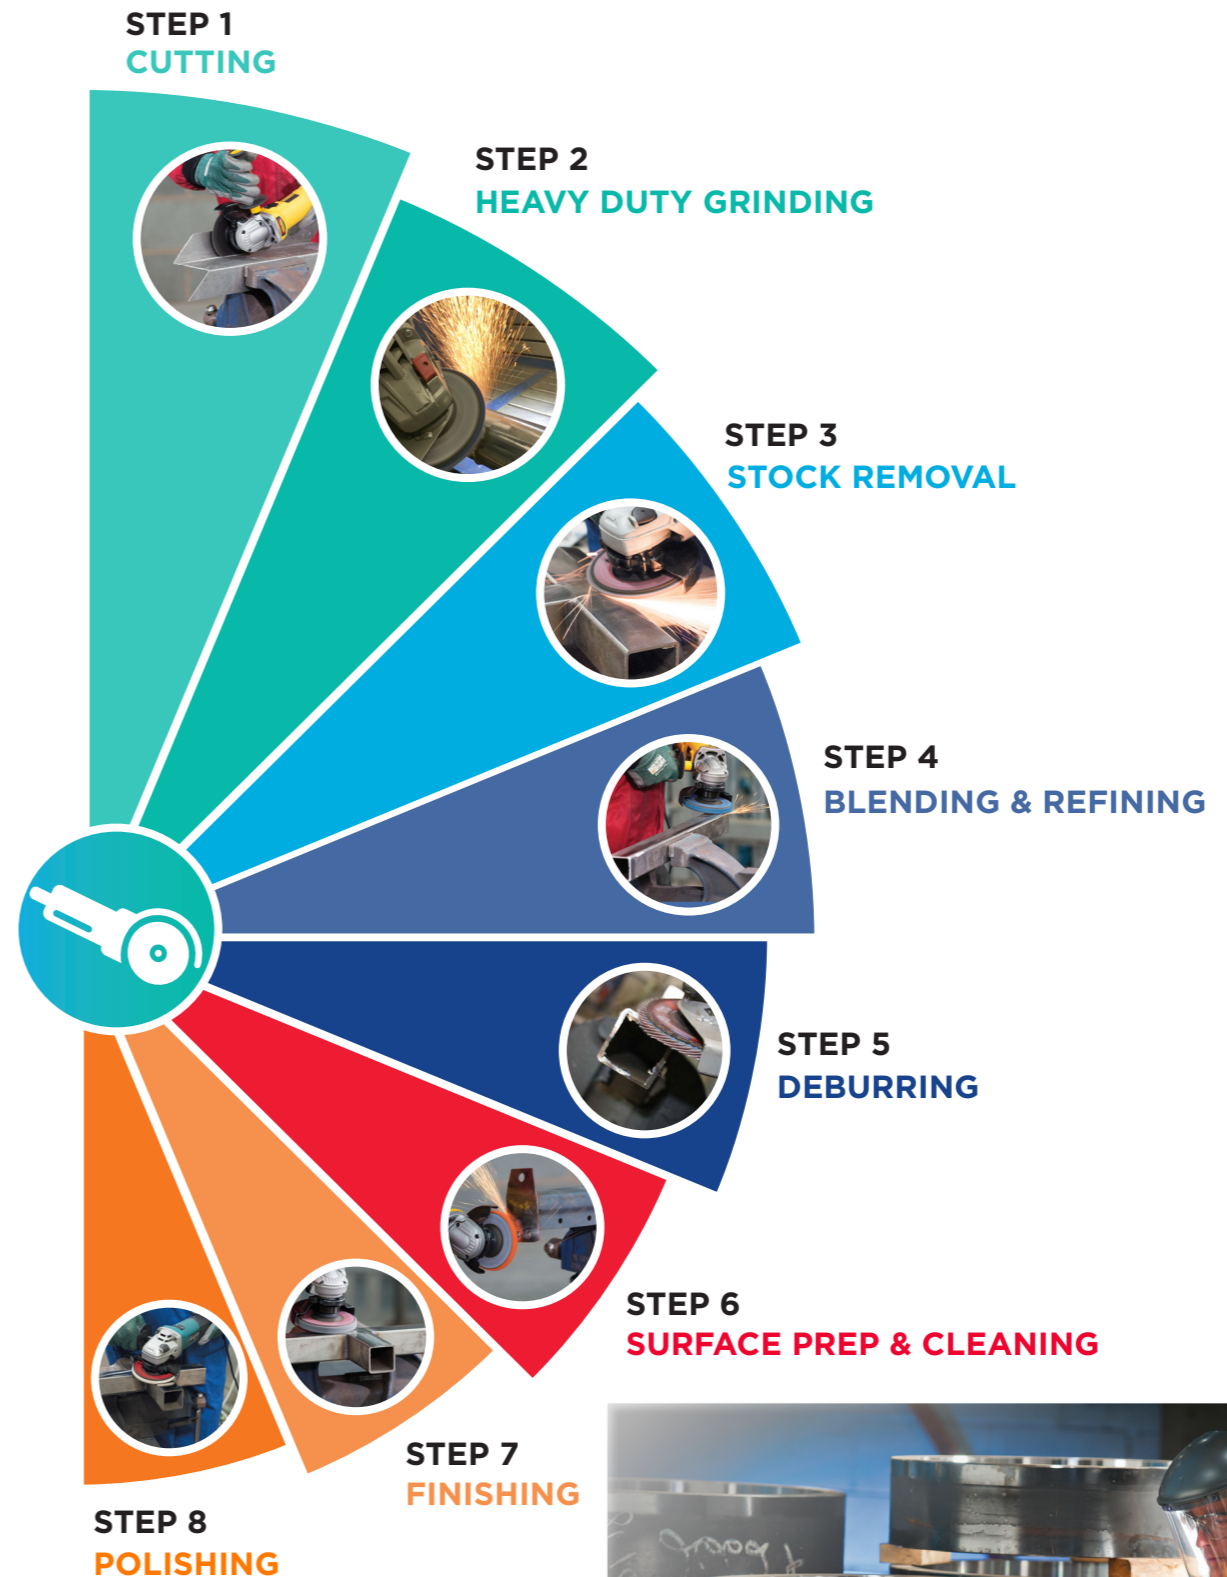 STEP 1
CUTTING
STEP 2
HEAVY DUTY GRINDING
STEP 3
STOCK REMOVAL
STEP 4
BLENDING & REFINING
STEP 5
DEBURRING
STEP 6
SURFACE PREP & CLEANING
STEP 7
FINISHING
STEP 8
POLISHING